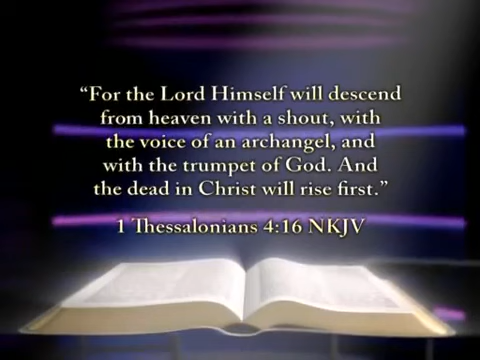 “For the Lord Himself will descend
from heaven with a shout, with
the voice of an archangel, and
with the trumpet of God. And
the dead in Christ will rise first.”
1 Thessalonians 4:16 NKJV